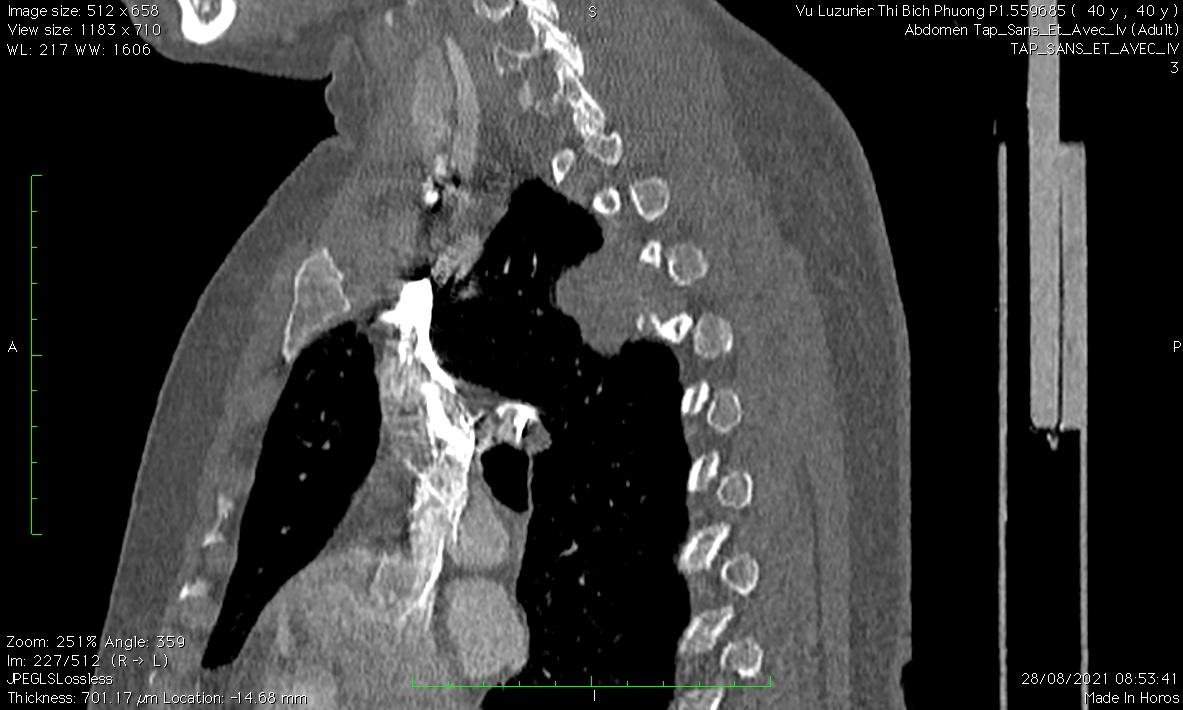 Image size: 512 x 658
View size: 1183 x 710
WL: 217 WW: 1606
S
Vu Luzurier Thi Bich Phuong P1.559685 ( 40 y , 40 y )
Abdomen Tap_Sans_Et_Avec_Iv (Adult)
TAP_SANS_ET_AVEC_IV
3
A
P
Zoom: 251% Angle: 359
Im: 227/512 (R -> L)
JPEGLSLossless
Thickness: 701.17 µm Location: -14.68 mm
I
28/08/2021 08:53:41
Made In Horos